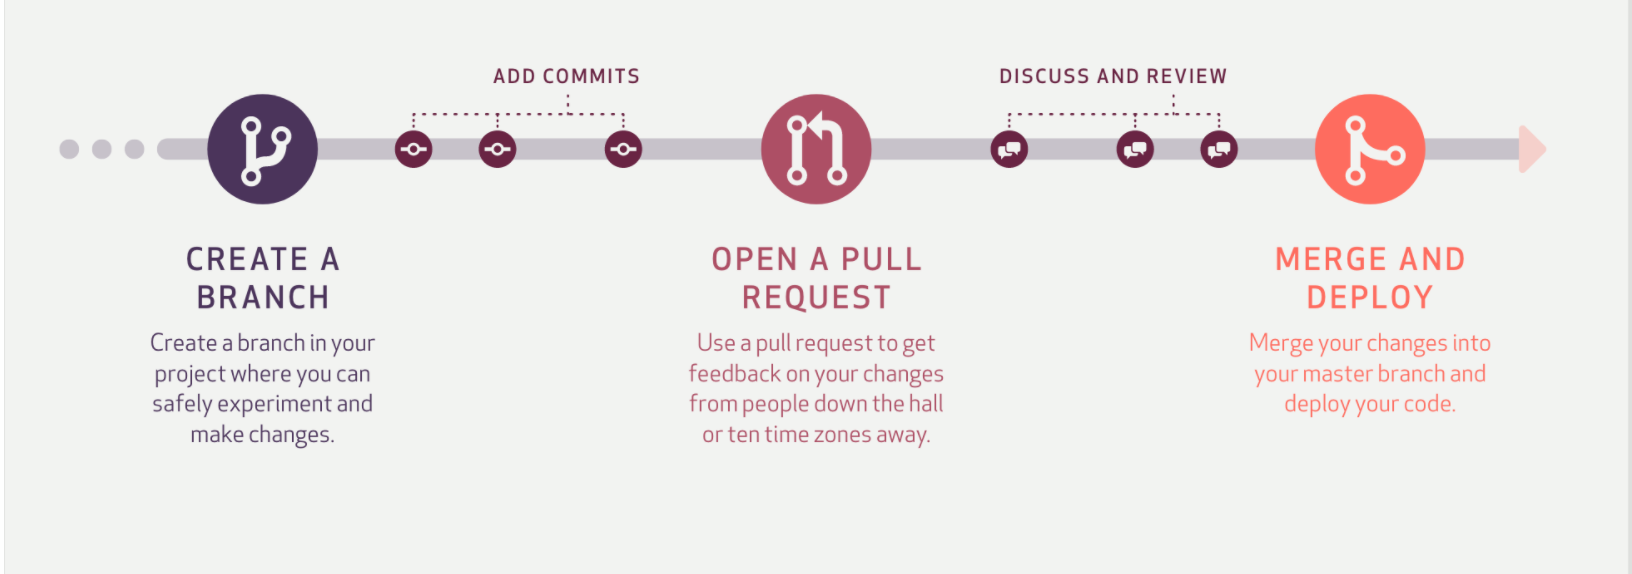 ADD COMMITS
DISCUSS AND REVIEW
CREATE A
BRANCH
Create a branch in your
project where you can
safely experiment and
make changes.
OPEN A PULL
REQUEST
Use a pull request to get
feedback on your changes
from people down the hall
or ten time zones away.
MERGE AND
DEPLOY
Merge your changes into
your master branch and
deploy your code.